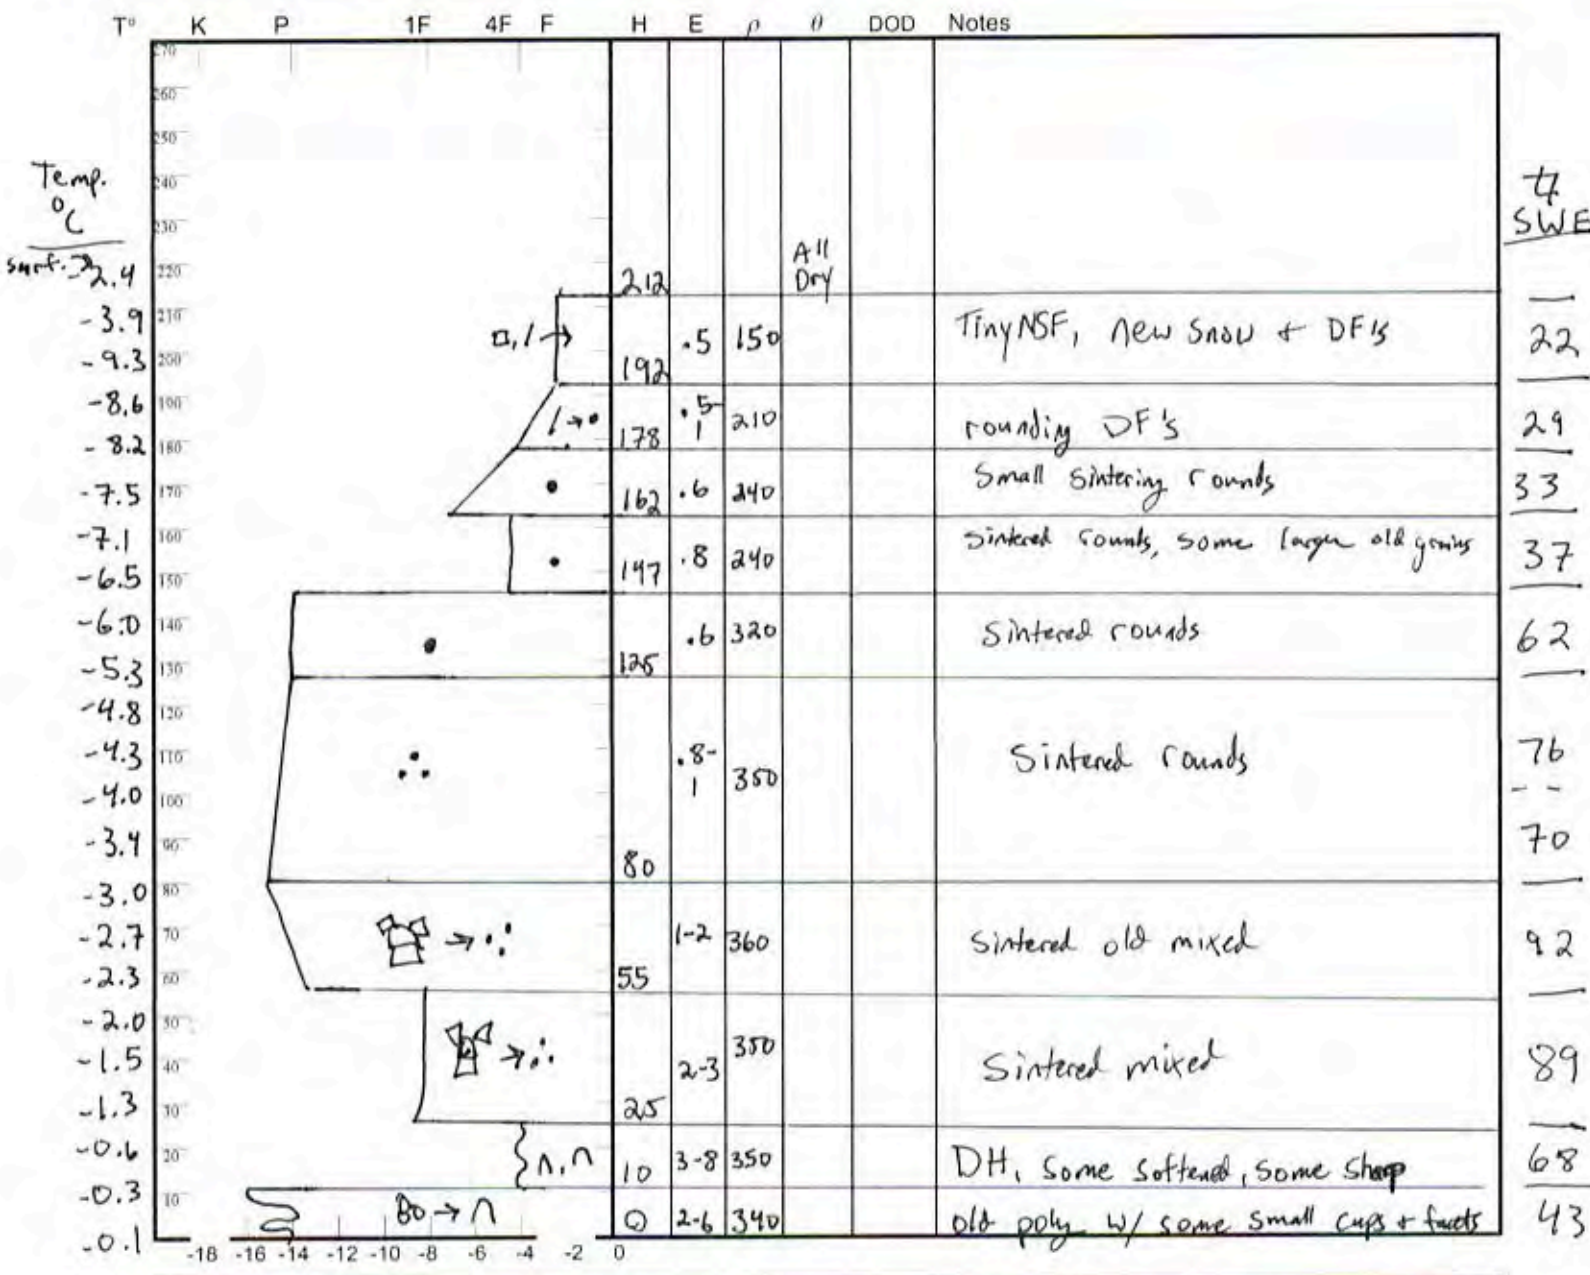 T° K P 1F 4F F H E ρ θ DOD Notes
270
260
250
Temp. 240 #
°C 230 SWE
surf. → 2.4 220 212 All Dry —
-3.9 210 □, / → .5 150 Tiny NSF, new snow + DF's 22
-9.3 200 192
-8.6 190 / → • .5-1 210 rounding DF's 29
-8.2 180 178
-7.5 170 • 162 .6 240 Small Sintering rounds 33
-7.1 160 • .8 240 Sintered rounds, some larger old grains 37
-6.5 150 147
-6.0 140 • .6 320 Sintered rounds 62
-5.3 130 125
-4.8 120
-4.3 110 .8-1 350 Sintered rounds 76
-4.0 100 - -
-3.4 90 80 70
-3.0 80
-2.7 70 → 1-2 360 Sintered old mixed 92
-2.3 60 55
-2.0 50 350
-1.5 40 → 2-3 Sintered mixed 89
-1.3 30 25
-0.6 20 ∩, ∩ 10 3-8 350 DH, some softened, some sharp 68
-0.3 10 → ∩ 0 2-6 340 old poly w/ some small cups + facets 43
-0.1
-18 -16 -14 -12 -10 -8 -6 -4 -2 0